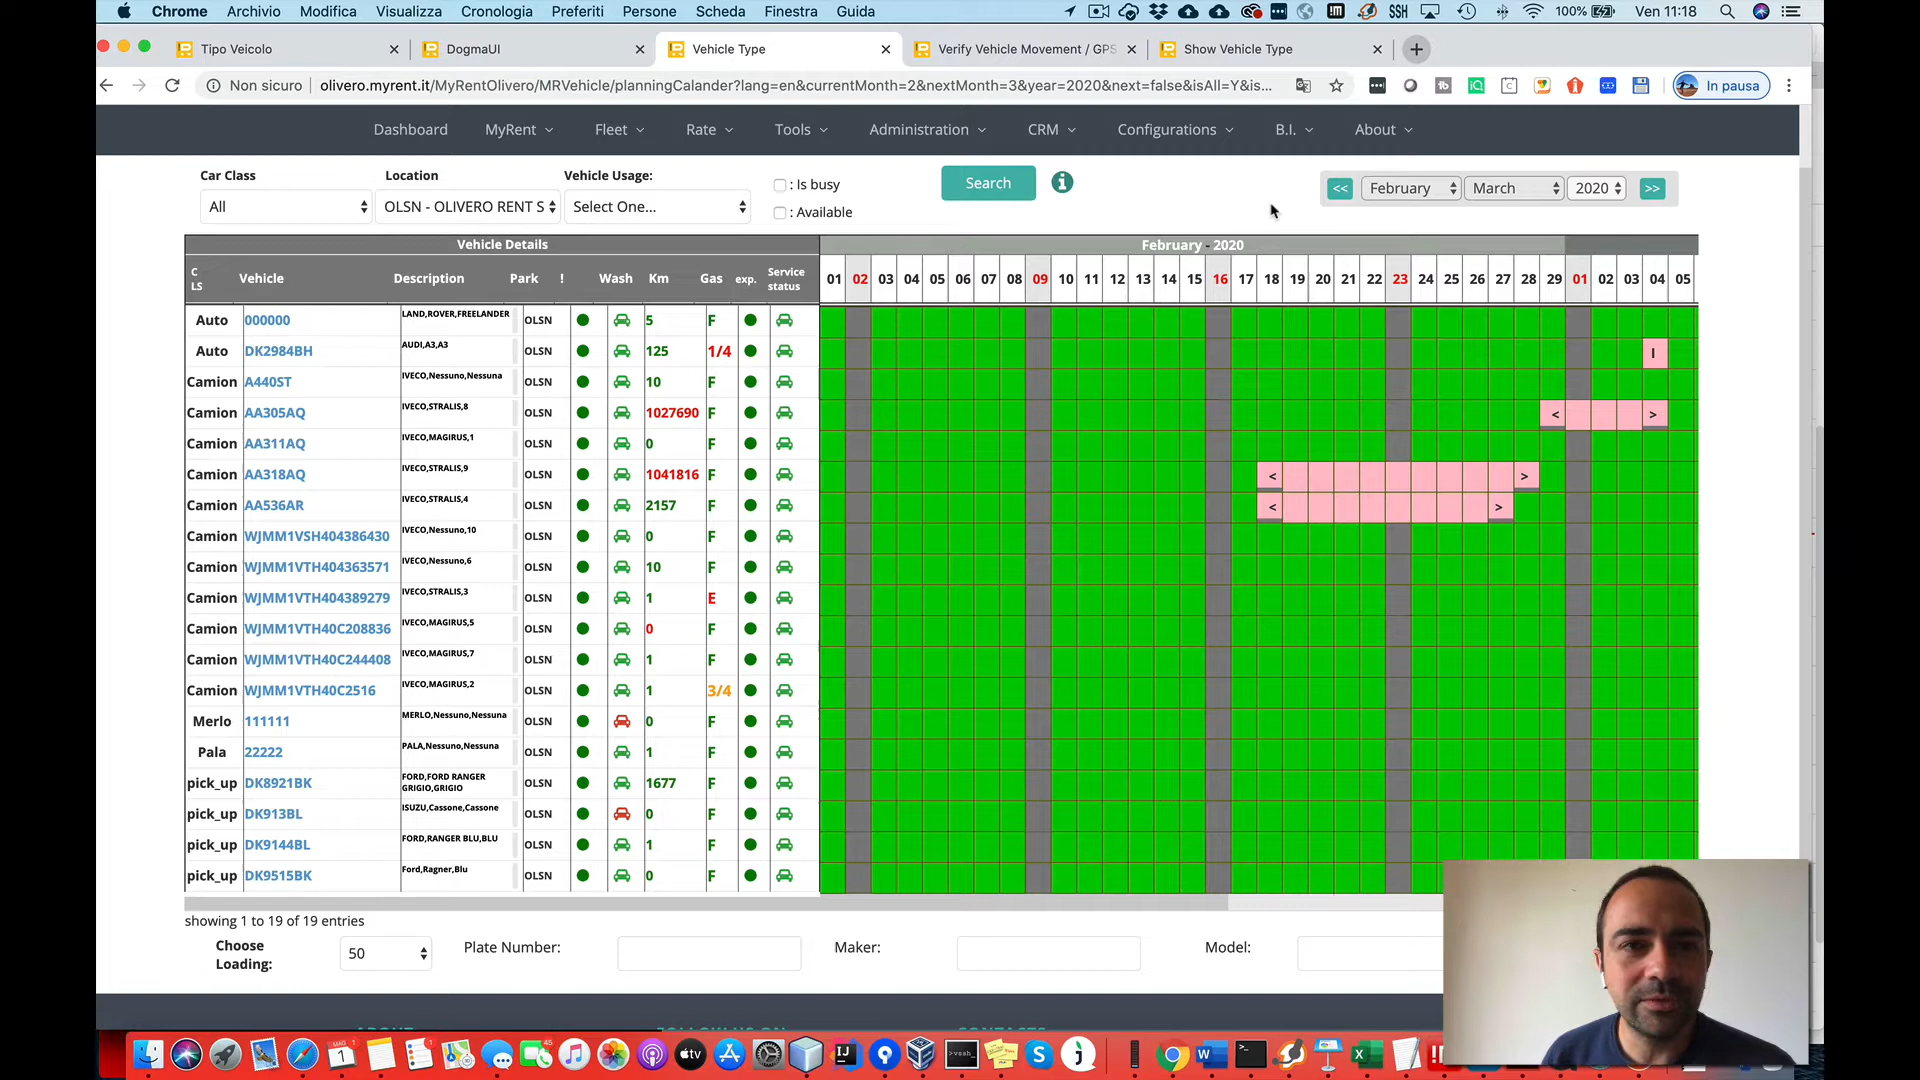 Chrome Archivio Modifica Visualizza Cronologia Preferiti Persone Scheda Finestra Guida SSH 100% Ven 11:18
Tipo Veicolo DogmaUI Vehicle Type Verify Vehicle Movement / GPS Show Vehicle Type
Non sicuro olivero.myrent.it/MyRentOlivero/MRVehicle/planningCalander?lang=en&currentMonth=2&nextMonth=3&year=2020&next=false&isAll=Y&is... In pausa
Dashboard MyRent Fleet Rate Tools Administration CRM Configurations B.I. About
Car Class Location Vehicle Usage: : Is busy Search << February March 2020 >>
All OLSN - OLIVERO RENT S Select One... : Available
Vehicle Details February - 2020
C LS Vehicle Description Park ! Wash Km Gas exp. Service status 01 02 03 04 05 06 07 08 09 10 11 12 13 14 15 16 17 18 19 20 21 22 23 24 25 26 27 28 29 01 02 03 04 05
Auto 000000 LAND,ROVER,FREELANDER OLSN 5 F
Auto DK2984BH AUDI,A3,A3 OLSN 125 1/4 I
Camion A440ST IVECO,Nessuno,Nessuna OLSN 10 F
Camion AA305AQ IVECO,STRALIS,8 OLSN 1027690 F < >
Camion AA311AQ IVECO,MAGIRUS,1 OLSN 0 F
Camion AA318AQ IVECO,STRALIS,9 OLSN 1041816 F < >
Camion AA536AR IVECO,STRALIS,4 OLSN 2157 F < >
Camion WJMM1VSH404386430 IVECO,Nessuno,10 OLSN 0 F
Camion WJMM1VTH404363571 IVECO,Nessuno,6 OLSN 10 F
Camion WJMM1VTH404389279 IVECO,STRALIS,3 OLSN 1 E
Camion WJMM1VTH40C208836 IVECO,MAGIRUS,5 OLSN 0 F
Camion WJMM1VTH40C244408 IVECO,MAGIRUS,7 OLSN 1 F
Camion WJMM1VTH40C2516 IVECO,MAGIRUS,2 OLSN 1 3/4
Merlo 111111 MERLO,Nessuno,Nessuna OLSN 0 F
Pala 22222 PALA,Nessuno,Nessuna OLSN 1 F
pick_up DK8921BK FORD,FORD RANGER GRIGIO,GRIGIO OLSN 1677 F
pick_up DK913BL ISUZU,Cassone,Cassone OLSN 0 F
pick_up DK9144BL FORD,RANGER BLU,BLU OLSN 1 F
pick_up DK9515BK Ford,Ragner,Blu OLSN 0 F
showing 1 to 19 of 19 entries
Choose Loading: 50 Plate Number: Maker: Model: